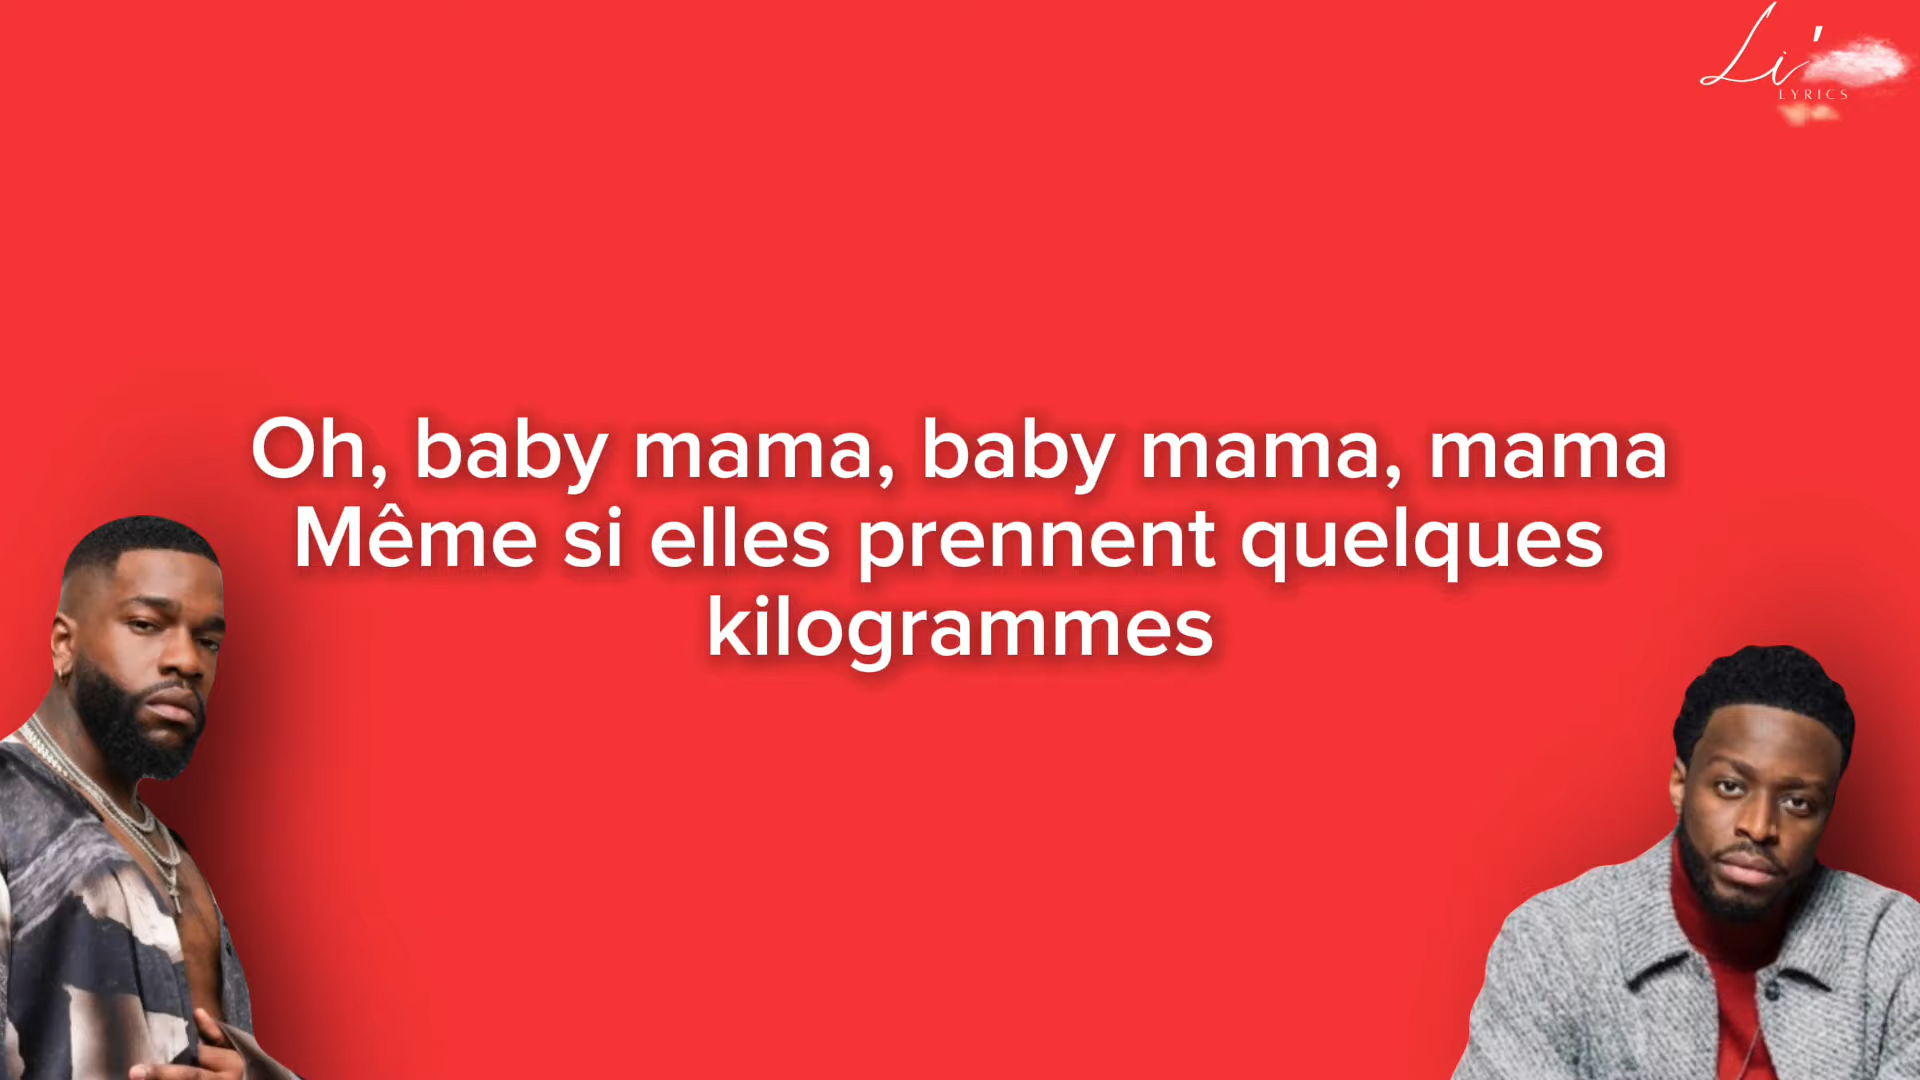 Li'
LYRICS
Oh, baby mama, baby mama, mama
Même si elles prennent quelques
kilogrammes